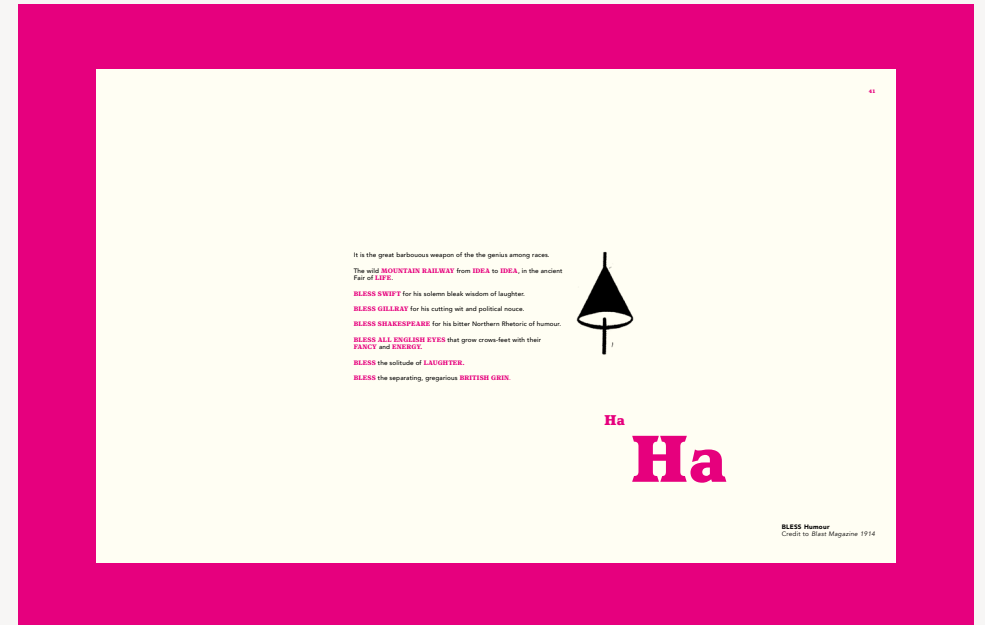 41
It is the great barbouous weapon of the the genius among races.
The wild MOUNTAIN RAILWAY from IDEA to IDEA, in the ancient
Fair of LIFE.
BLESS SWIFT for his solemn bleak wisdom of laughter.
BLESS GILLRAY for his cutting wit and political nouce.
BLESS SHAKESPEARE for his bitter Northern Rhetoric of humour.
BLESS ALL ENGLISH EYES that grow crows-feet with their
FANCY and ENERGY.
BLESS the solitude of LAUGHTER.
BLESS the separating, gregarious BRITISH GRIN.
Ha
Ha
BLESS Humour
Credit to Blast Magazine 1914